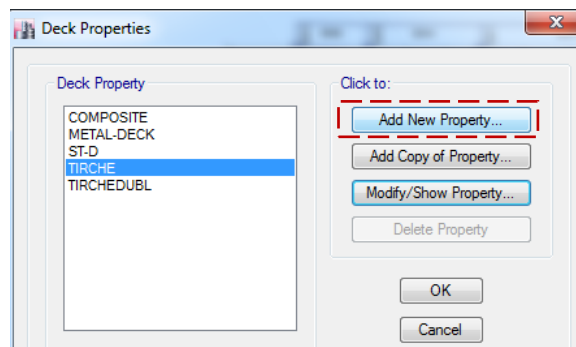 Deck Properties
Deck Property
COMPOSITE
METAL-DECK
ST-D
TIRCHE
TIRCHEDUBL
Click to:
Add New Property...
Add Copy of Property...
Modify/Show Property...
Delete Property
OK
Cancel